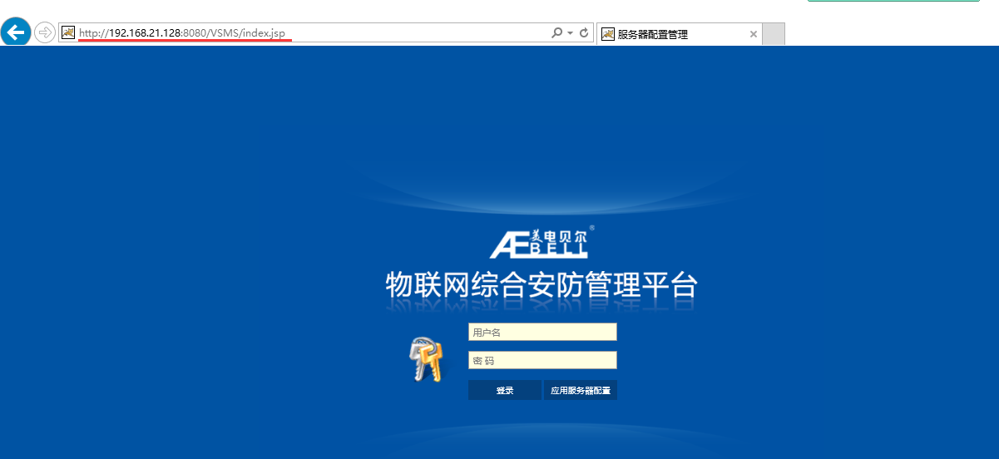 http://192.168.21.128:8080/VSMS/index.jsp
服务器配置管理
美电贝尔®
ÆBELL
物联网综合安防管理平台
用户名
密 码
登录 应用服务器配置